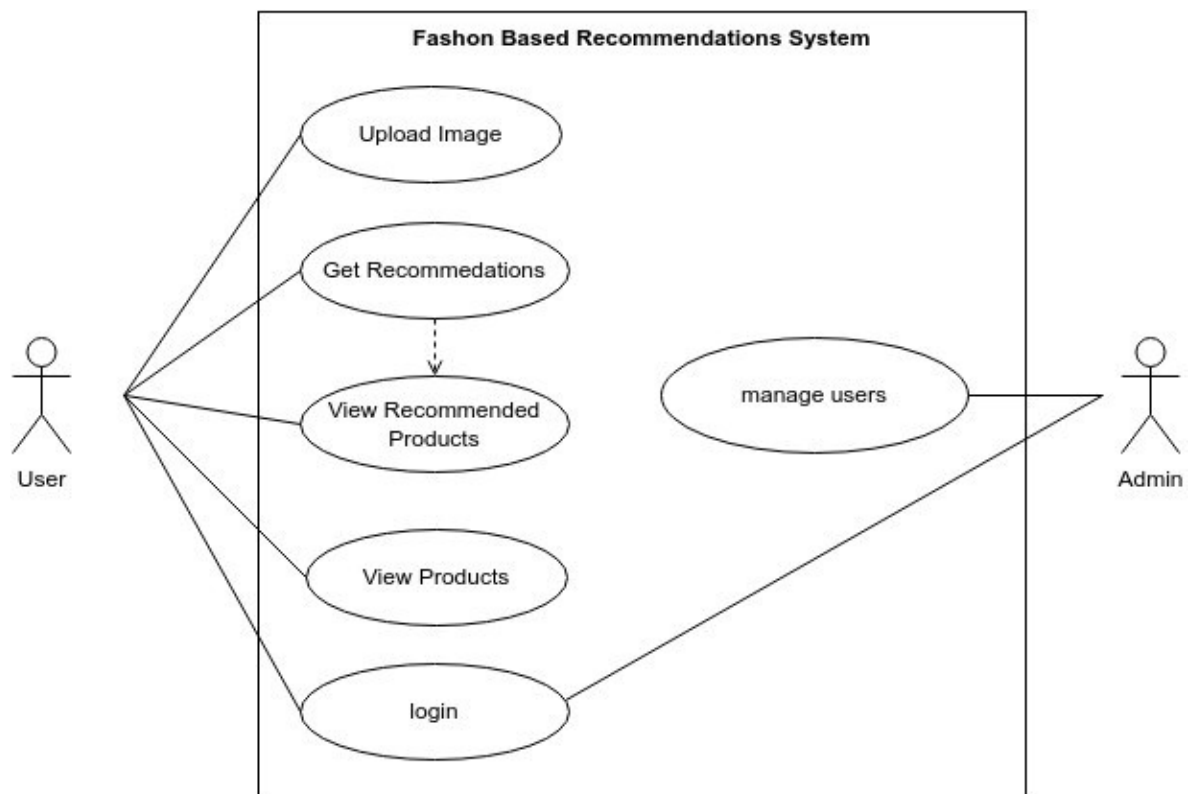 Fashon Based Recommendations System
Upload Image
Get Recommedations
View Recommended
Products
manage users
User
Admin
View Products
login